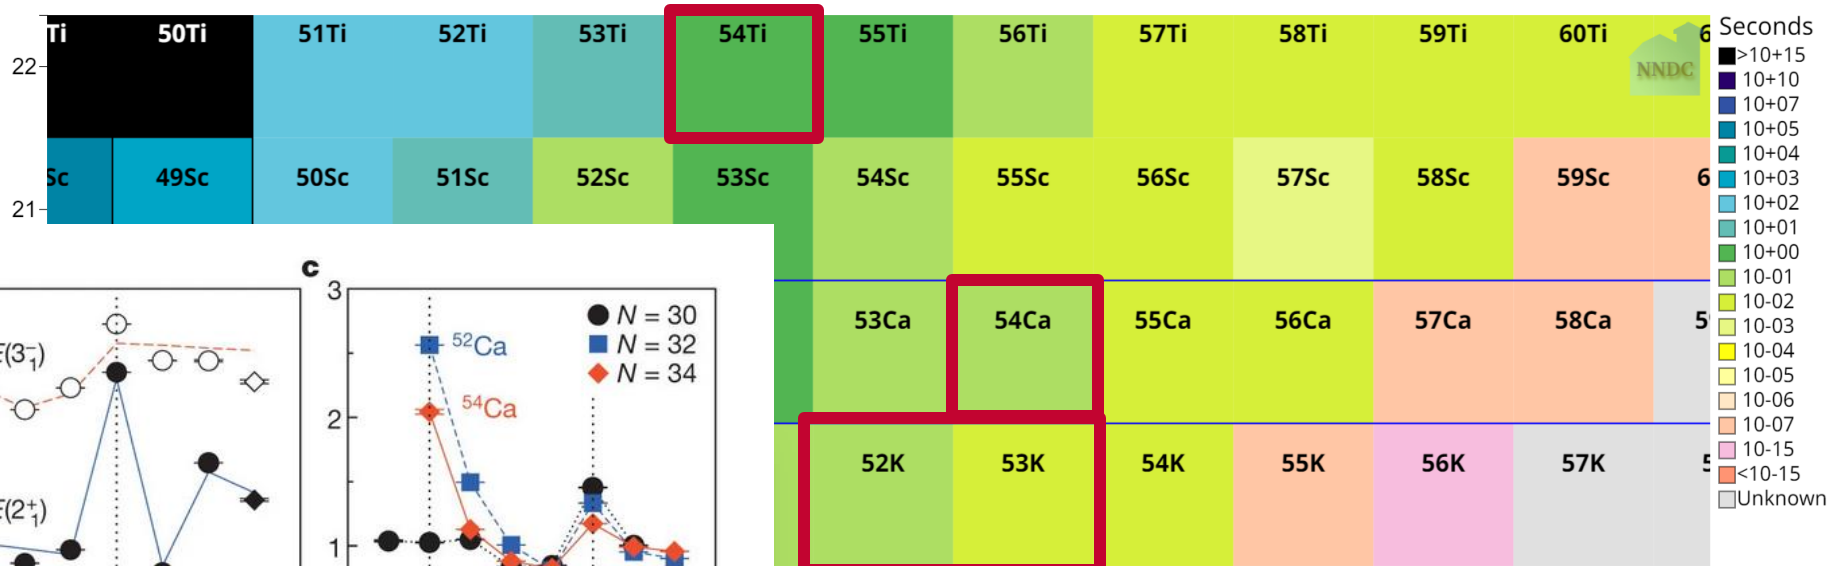 Ti 50Ti 51Ti 52Ti 53Ti 54Ti 55Ti 56Ti 57Ti 58Ti 59Ti 60Ti 6
22
NNDC
Sc 49Sc 50Sc 51Sc 52Sc 53Sc 54Sc 55Sc 56Sc 57Sc 58Sc 59Sc 6
21
53Ca 54Ca 55Ca 56Ca 57Ca 58Ca 5
52K 53K 54K 55K 56K 57K 5
Seconds
>10+15
10+10
10+07
10+05
10+04
10+03
10+02
10+01
10+00
10-01
10-02
10-03
10-04
10-05
10-06
10-07
10-15
<10-15
Unknown
E(3⁻₁)
E(2⁺₁)
c
3
2
1
N = 30
N = 32
N = 34
⁵²Ca
⁵⁴Ca